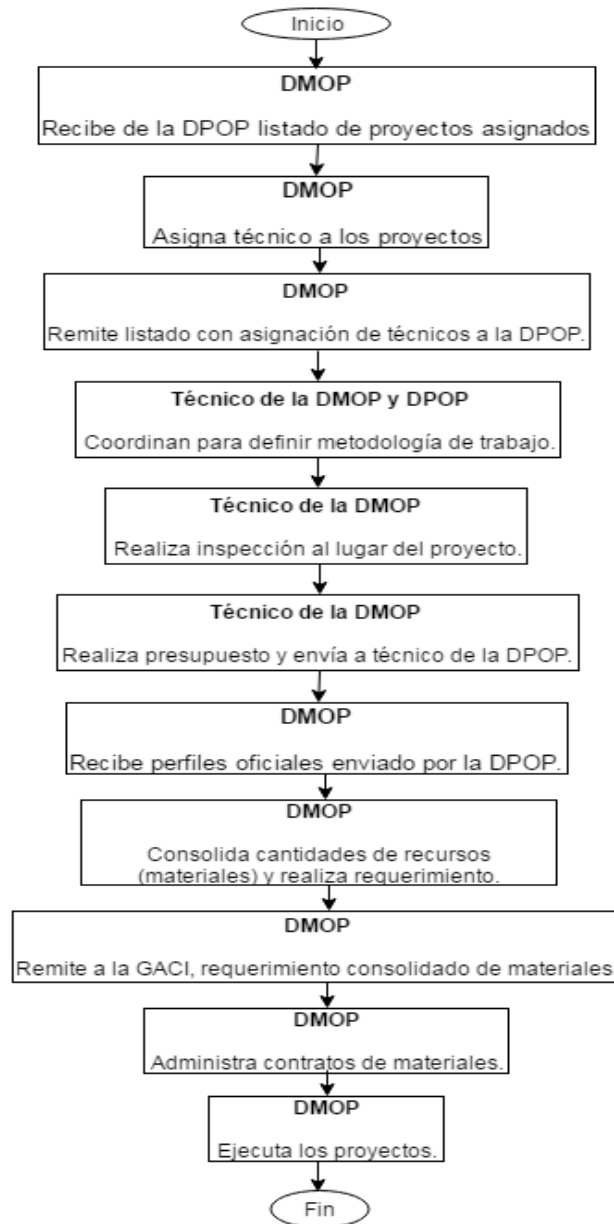 Inicio
DMOP
Recibe de la DPOP listado de proyectos asignados
DMOP
Asigna técnico a los proyectos
DMOP
Remite listado con asignación de técnicos a la DPOP.
Técnico de la DMOP y DPOP
Coordinan para definir metodología de trabajo.
Técnico de la DMOP
Realiza inspección al lugar del proyecto.
Técnico de la DMOP
Realiza presupuesto y envía a técnico de la DPOP.
DMOP
Recibe perfiles oficiales enviado por la DPOP.
DMOP
Consolida cantidades de recursos
(materiales) y realiza requerimiento.
DMOP
Remite a la GACI, requerimiento consolidado de materiales
DMOP
Administra contratos de materiales.
DMOP
Ejecuta los proyectos.
Fin